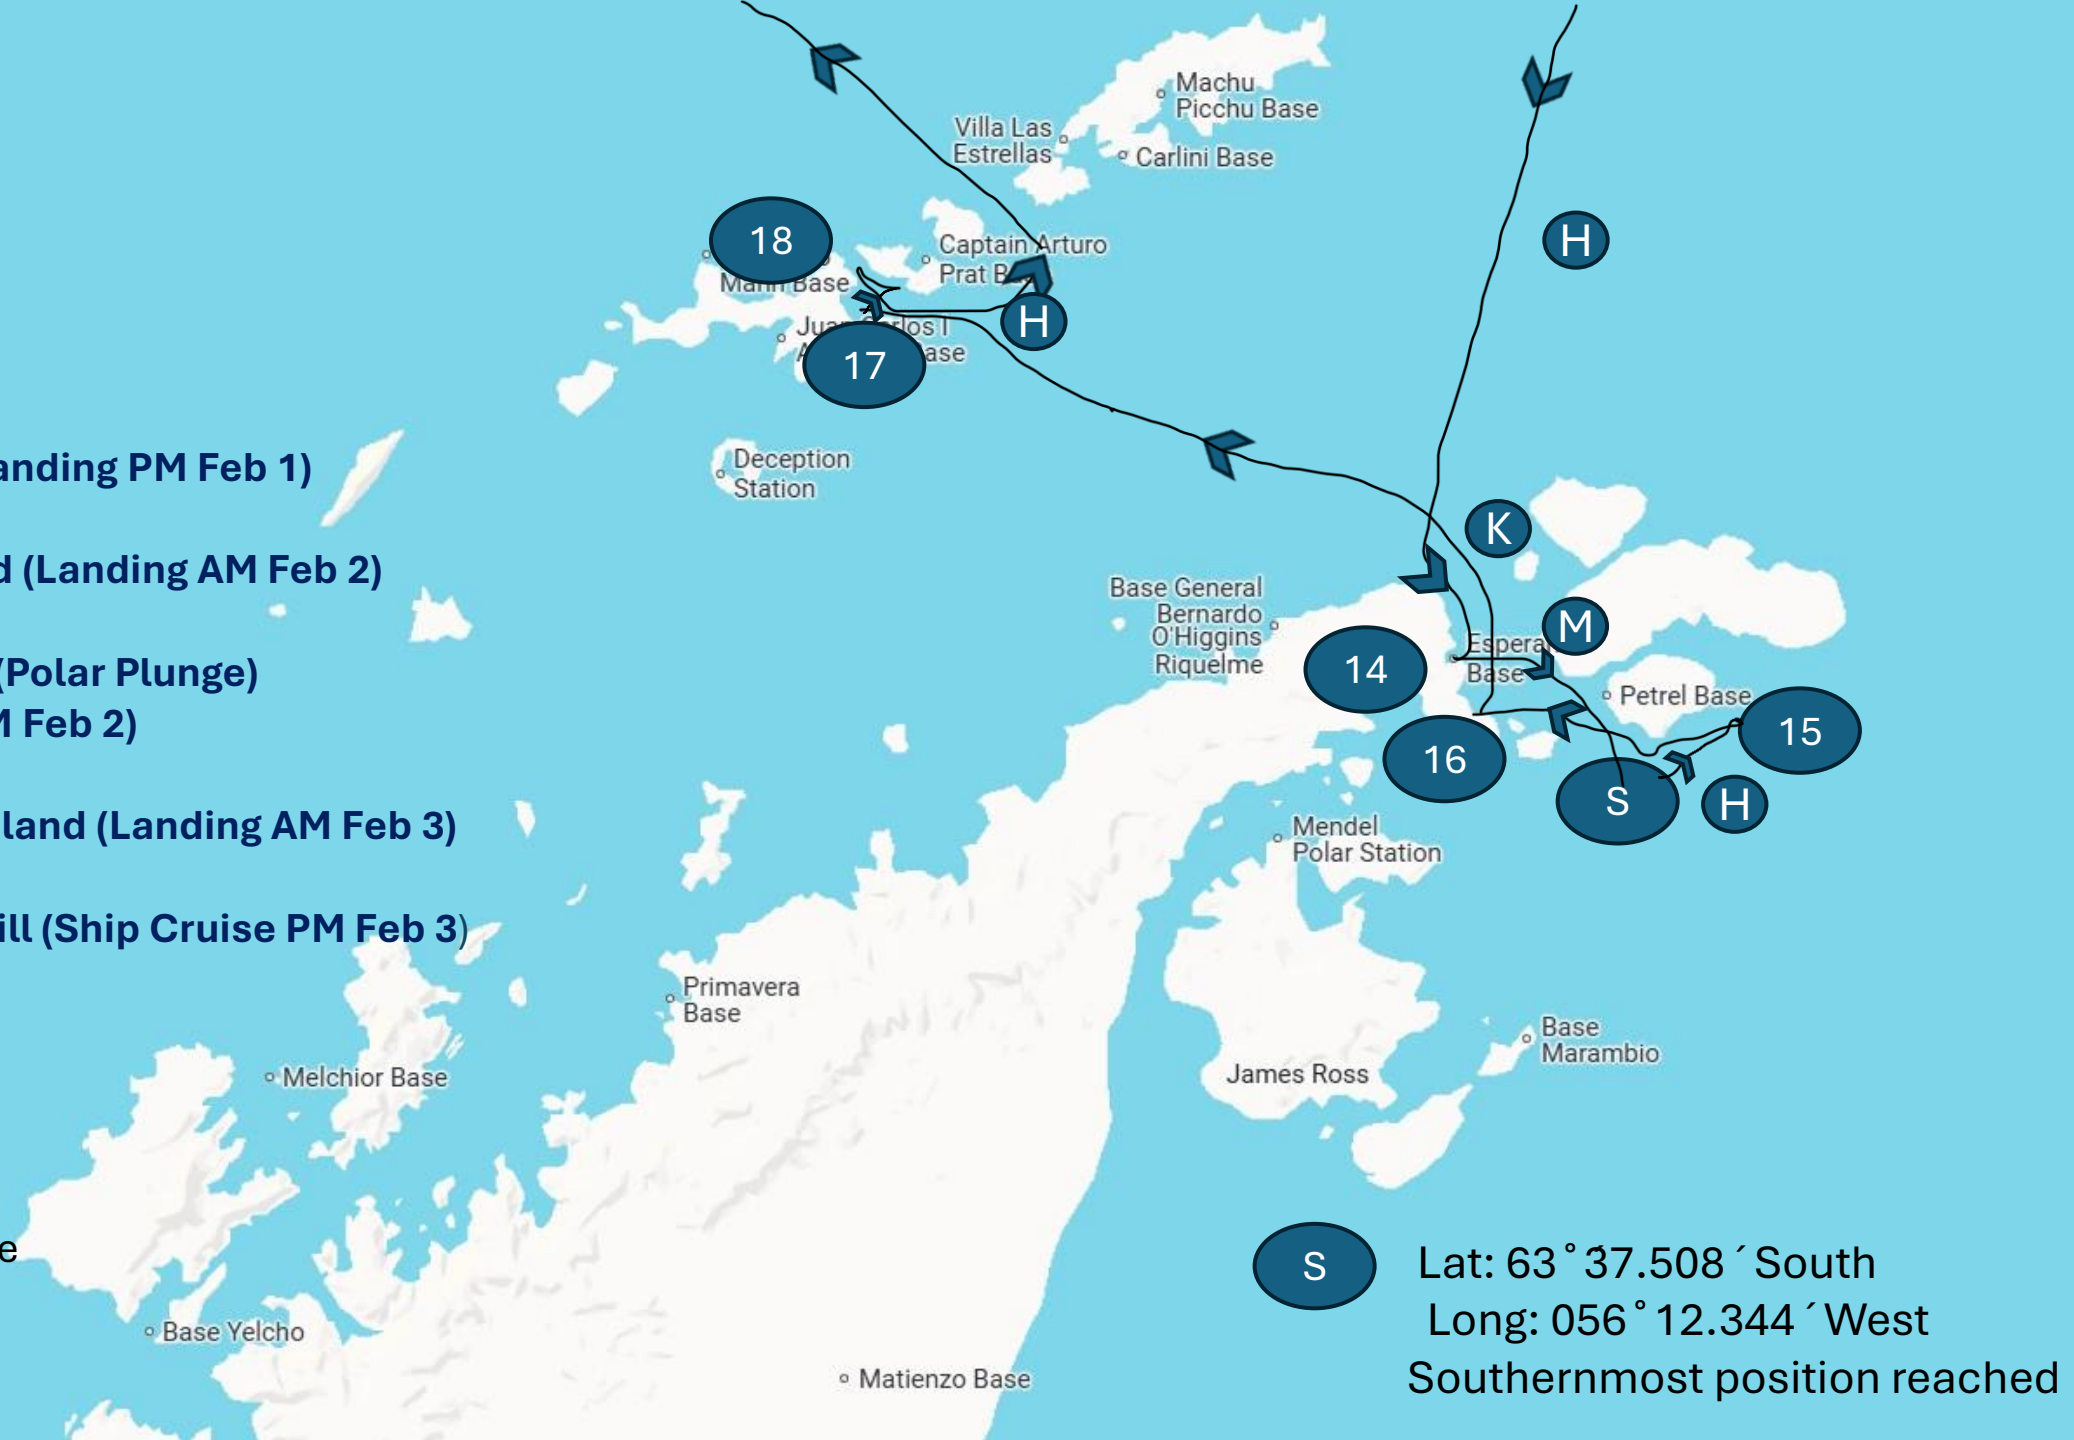 Machu
Picchu Base
Villa Las
Estrellas
Carlini Base
18
H
Captain Arturo
Prat
Base
H
17
Deception
Station
anding PM Feb 1)
d (Landing AM Feb 2)
(Polar Plunge)
M Feb 2)
land (Landing AM Feb 3)
ill (Ship Cruise PM Feb 3)
K
Base General
Bernardo
O'Higgins
Riquelme
M
Base
14
Petrel Base
15
16
S
H
Mendel
Polar Station
Primavera
Base
Melchior Base
Base
Marambio
James Ross
e
Base Yelcho
Matienzo Base
S
Lat: 63˚37.508´South
Long: 056˚12.344´West
Southernmost position reached